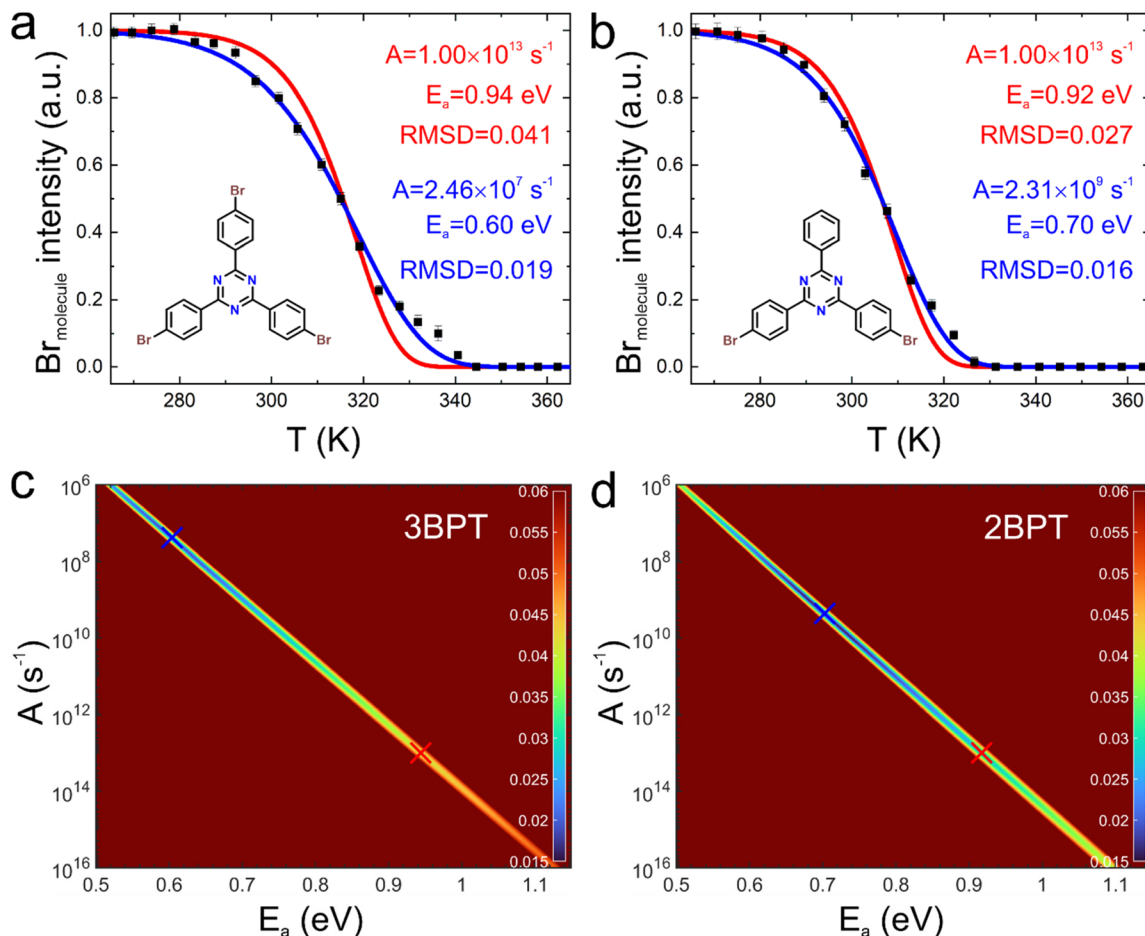 a
Br_molecule intensity (a.u.)
1.0
0.8
0.6
0.4
0.2
0.0
A=1.00×10¹³ s⁻¹
E_a=0.94 eV
RMSD=0.041
A=2.46×10⁷ s⁻¹
E_a=0.60 eV
RMSD=0.019
Br
N
N
N
Br
Br
280 300 320 340 360
T (K)
b
Br_molecule intensity (a.u.)
1.0
0.8
0.6
0.4
0.2
0.0
A=1.00×10¹³ s⁻¹
E_a=0.92 eV
RMSD=0.027
A=2.31×10⁹ s⁻¹
E_a=0.70 eV
RMSD=0.016
N
N
N
Br
Br
280 300 320 340 360
T (K)
c
A (s⁻¹)
10⁶
10⁸
10¹⁰
10¹²
10¹⁴
10¹⁶
3BPT
0.06
0.055
0.05
0.045
0.04
0.035
0.03
0.025
0.02
0.015
0.5 0.6 0.7 0.8 0.9 1 1.1
E_a (eV)
d
A (s⁻¹)
10⁶
10⁸
10¹⁰
10¹²
10¹⁴
10¹⁶
2BPT
0.06
0.055
0.05
0.045
0.04
0.035
0.03
0.025
0.02
0.015
0.5 0.6 0.7 0.8 0.9 1 1.1
E_a (eV)